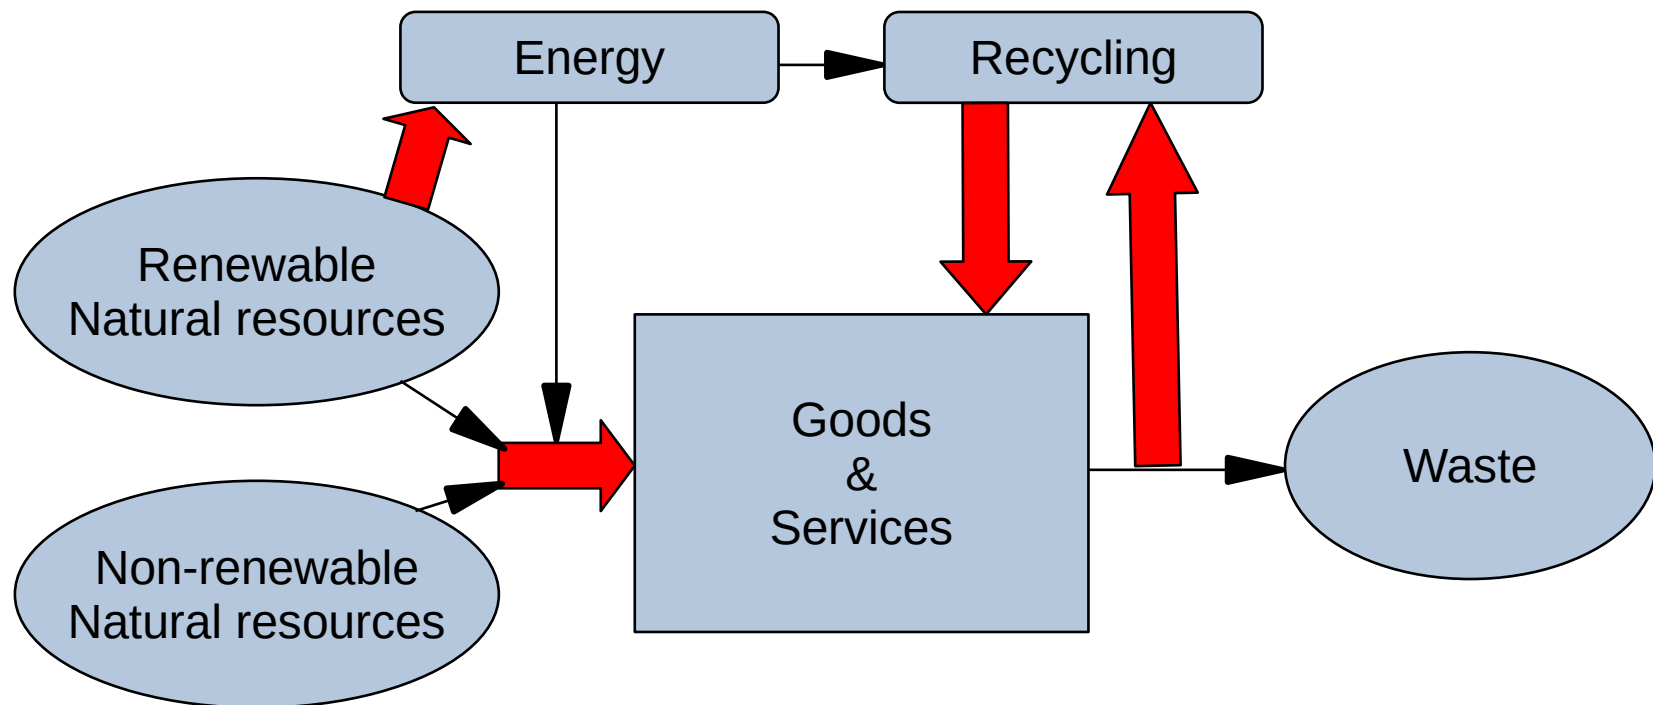 Energy
Recycling
Renewable
Natural resources
Goods
&
Services
Waste
Non-renewable
Natural resources